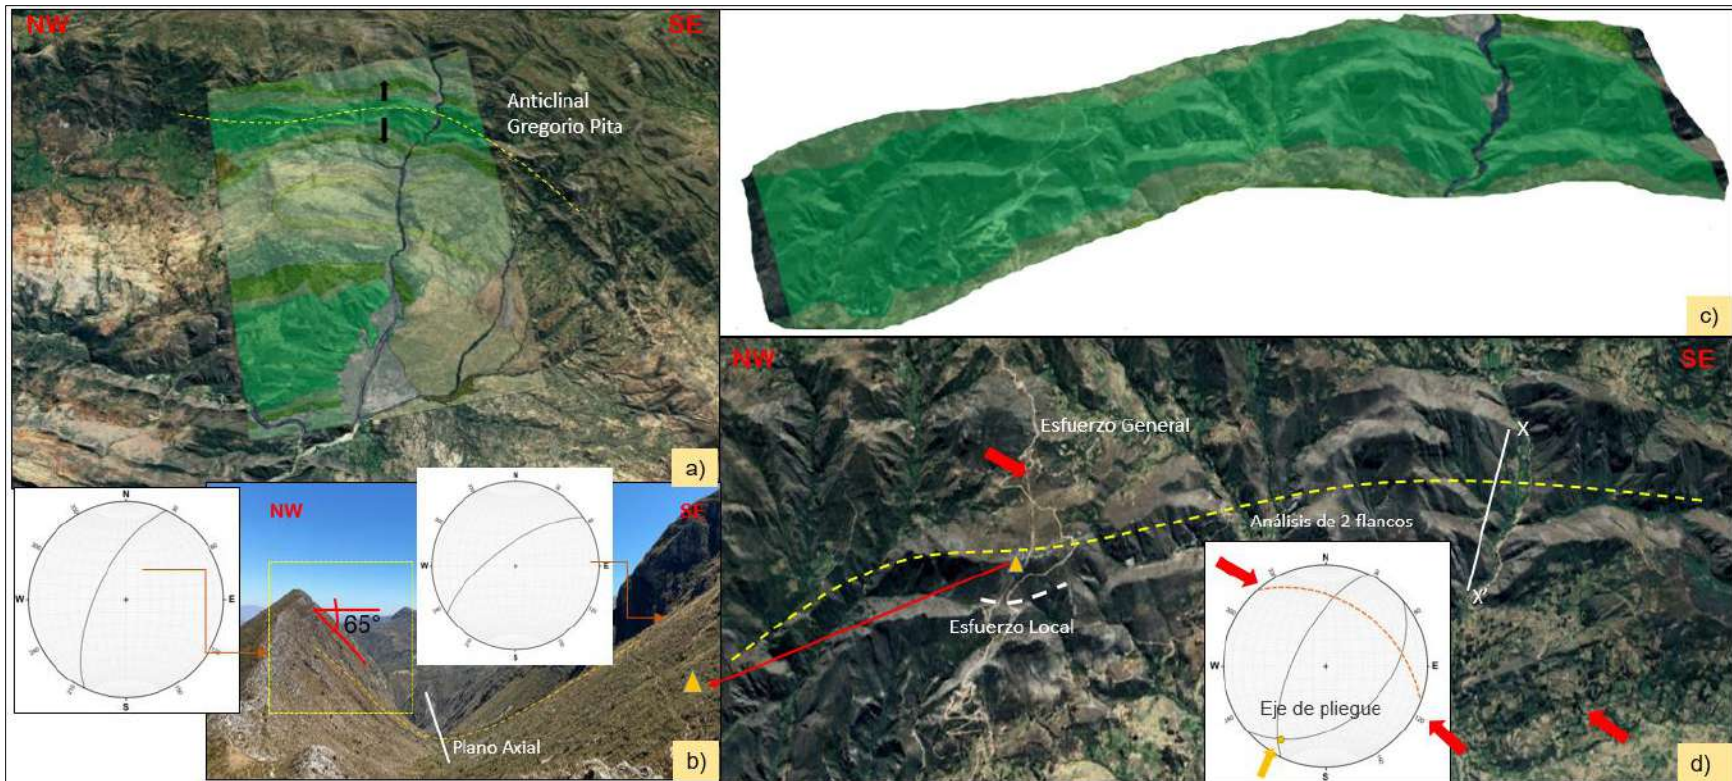 NW
SE
Anticlinal
Gregorio Pita
a)
c)
N
W
E
S
NW
65°
N
W
E
S
SE
Plano Axial
b)
NW
SE
Esfuerzo General
Análisis de 2 flancos
X
X'
Esfuerzo Local
N
W
E
S
Eje de pliegue
d)